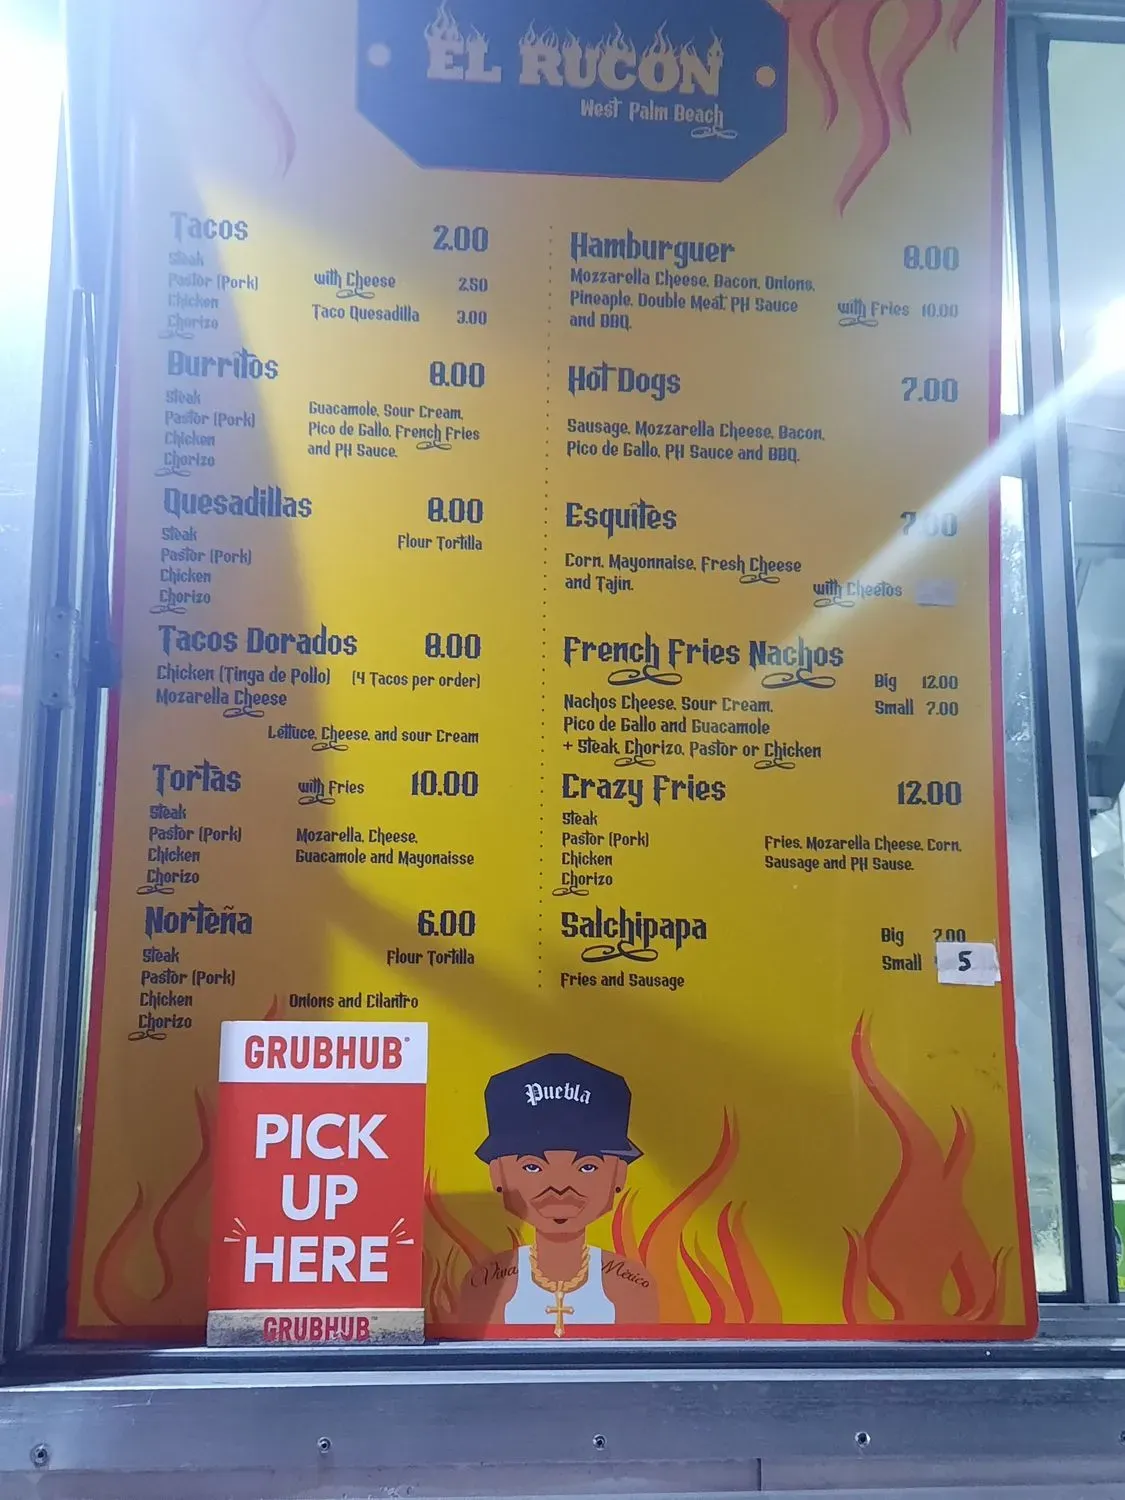 EL RUCON
West Palm Beach
Tacos 2.00
Steak
Pastor (Pork) with Cheese 2.50
Chicken
Taco Quesadilla 3.00
Chorizo
Burritos 8.00
Steak
Pastor (Pork)
Chicken
Chorizo
Guacamole, Sour Cream,
Pico de Gallo, French Fries
and PH Sauce.
Quesadillas 8.00
Steak
Flour Tortilla
Pastor (Pork)
Chicken
Chorizo
Tacos Dorados 8.00
Chicken (Tinga de Pollo) (4 Tacos per order)
Mozarella Cheese
Lettuce, Cheese, and sour Cream
Tortas with Fries 10.00
Steak
Pastor (Pork)
Chicken
Chorizo
Mozarella, Cheese,
Guacamole and Mayonaisse
Norteña 6.00
Steak
Flour Tortilla
Pastor (Pork)
Chicken
Onions and Cilantro
Chorizo
Hamburguer 8.00
Mozzarella Cheese, Bacon, Onions,
Pineaple, Double Meat, PH Sauce
and BBQ.
with Fries 10.00
Hot Dogs 7.00
Sausage, Mozzarella Cheese, Bacon,
Pico de Gallo, PH Sauce and BBQ.
Esquites 7.00
Corn, Mayonnaise, Fresh Cheese
and Tajin.
with Cheetos
French Fries Nachos
Big 12.00
Small 7.00
Nachos Cheese, Sour Cream,
Pico de Gallo and Guacamole
+ Steak, Chorizo, Pastor or Chicken
Crazy Fries 12.00
Steak
Pastor (Pork)
Chicken
Chorizo
Fries, Mozarella Cheese, Corn,
Sausage and PH Sause.
Salchipapa
Big 7.00
Small 5
Fries and Sausage
GRUBHUB
PICK
UP
HERE
GRUBHUB
Puebla
Viva México